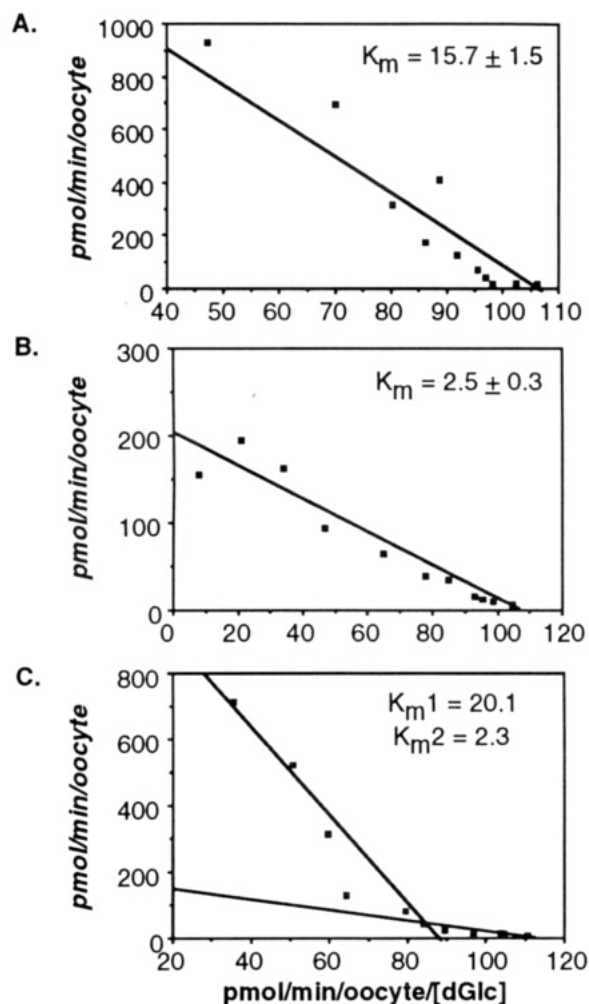 A.
pmol/min/oocyte
1000
800
600
400
200
0
K_m = 15.7 ± 1.5
40 50 60 70 80 90 100 110
B.
pmol/min/oocyte
300
200
100
0
K_m = 2.5 ± 0.3
0 20 40 60 80 100 120
C.
pmol/min/oocyte
800
600
400
200
0
K_m1 = 20.1
K_m2 = 2.3
20 40 60 80 100 120
pmol/min/oocyte/[dGlc]